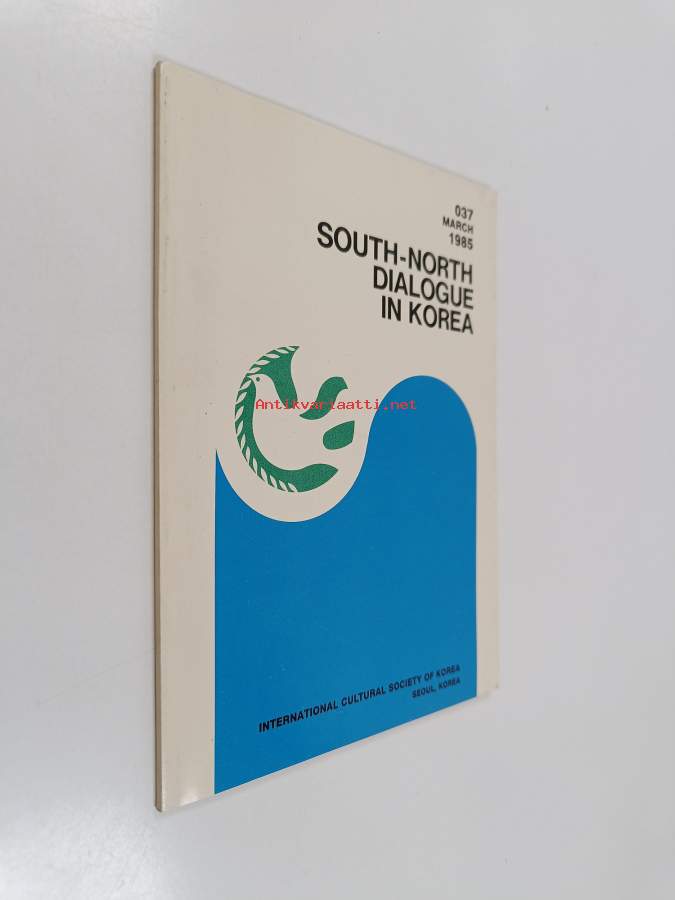 037
MARCH
1985
SOUTH-NORTH
DIALOGUE
IN KOREA
Antikvariaatti.net
INTERNATIONAL CULTURAL SOCIETY OF KOREA
SEOUL, KOREA